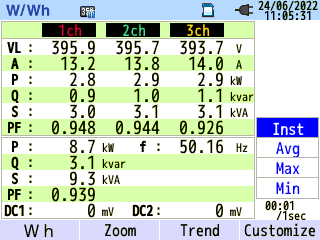 W/Wh 24/06/2022
11:05:31
1ch 2ch 3ch
VL: 395.9 395.7 393.7 V
A : 13.2 13.8 14.0 A
P : 2.8 2.9 2.9 kW
Q : 0.9 1.0 1.1 kvar
S : 3.0 3.1 3.1 kVA
PF: 0.948 0.944 0.926
P : 8.7 kW f : 50.16 Hz
Q : 3.1 kvar
S : 9.3 kVA
PF: 0.939
DC1: 0 mV DC2: 0 mV
Inst
Avg
Max
Min
00:01
/1sec
Wh Zoom Trend Customize